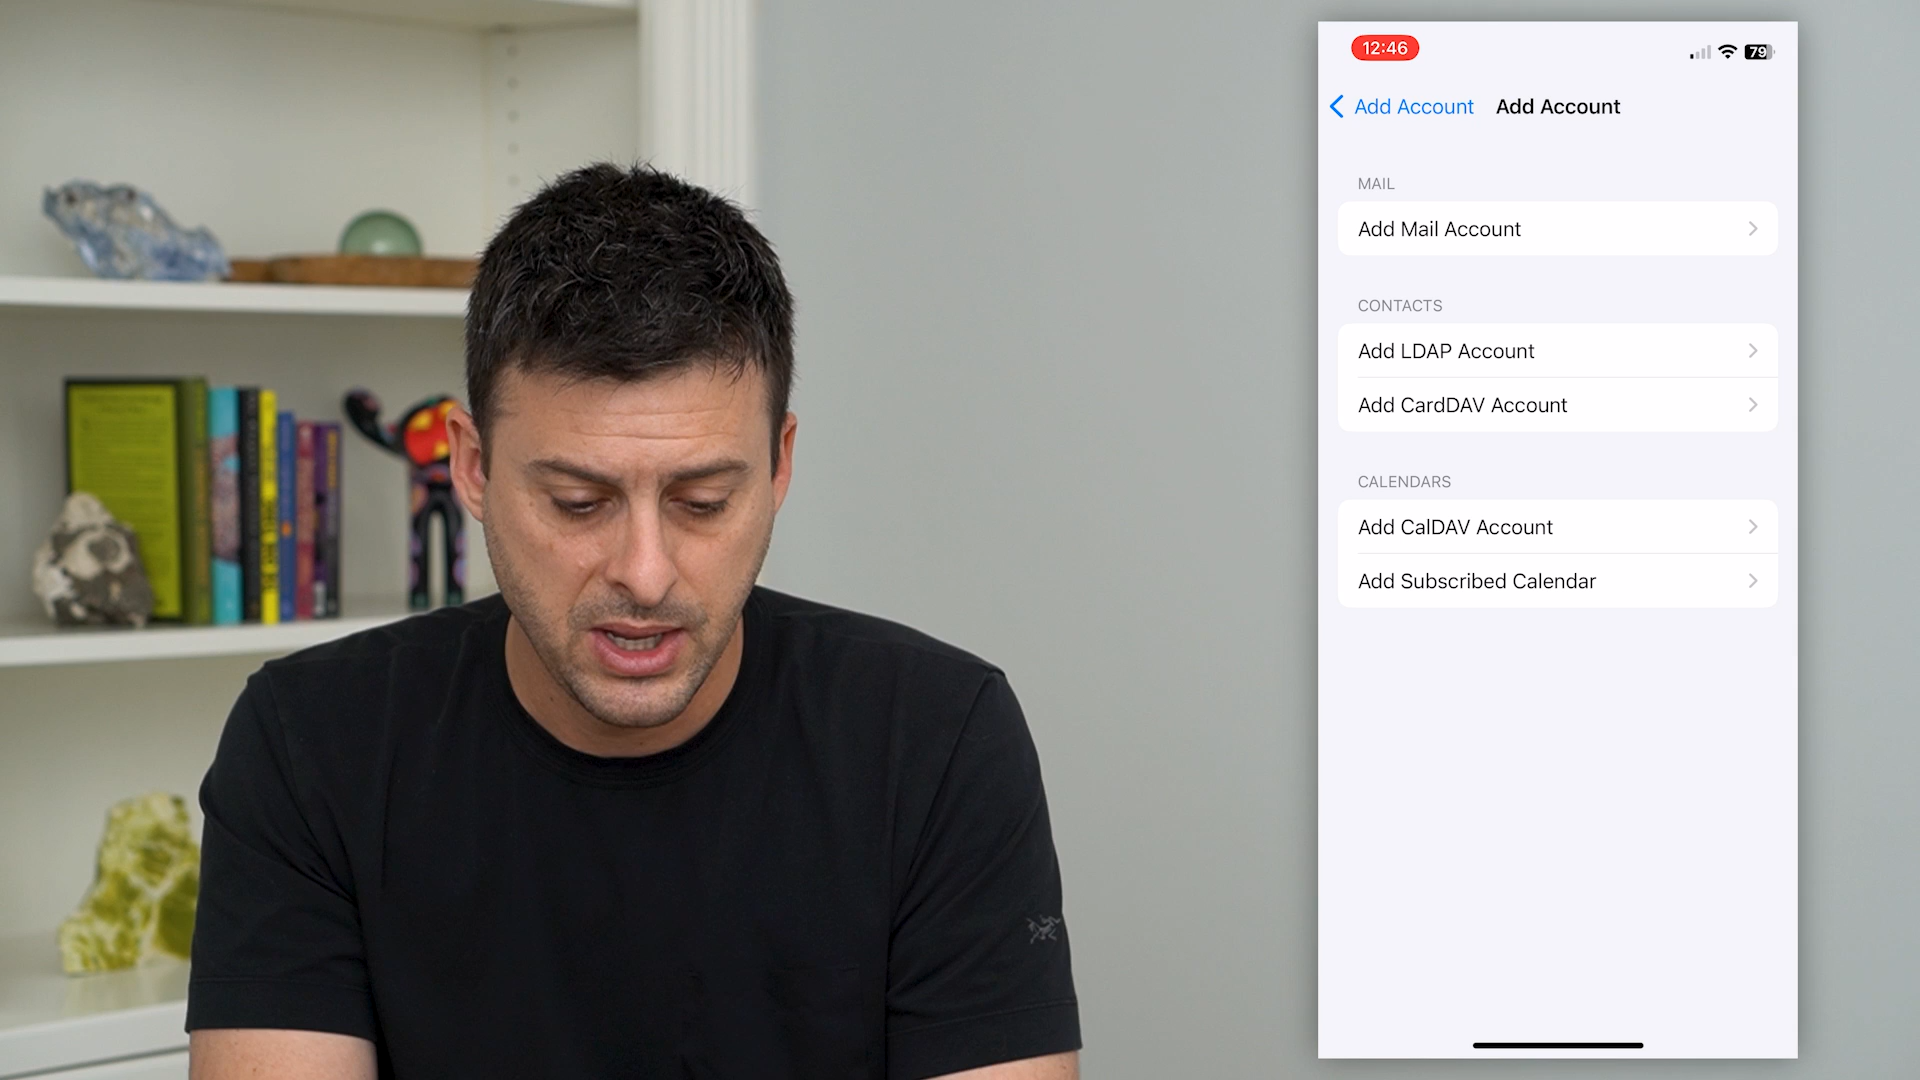 12:46
79
Add Account
Add Account
MAIL
Add Mail Account
CONTACTS
Add LDAP Account
Add CardDAV Account
CALENDARS
Add CalDAV Account
Add Subscribed Calendar